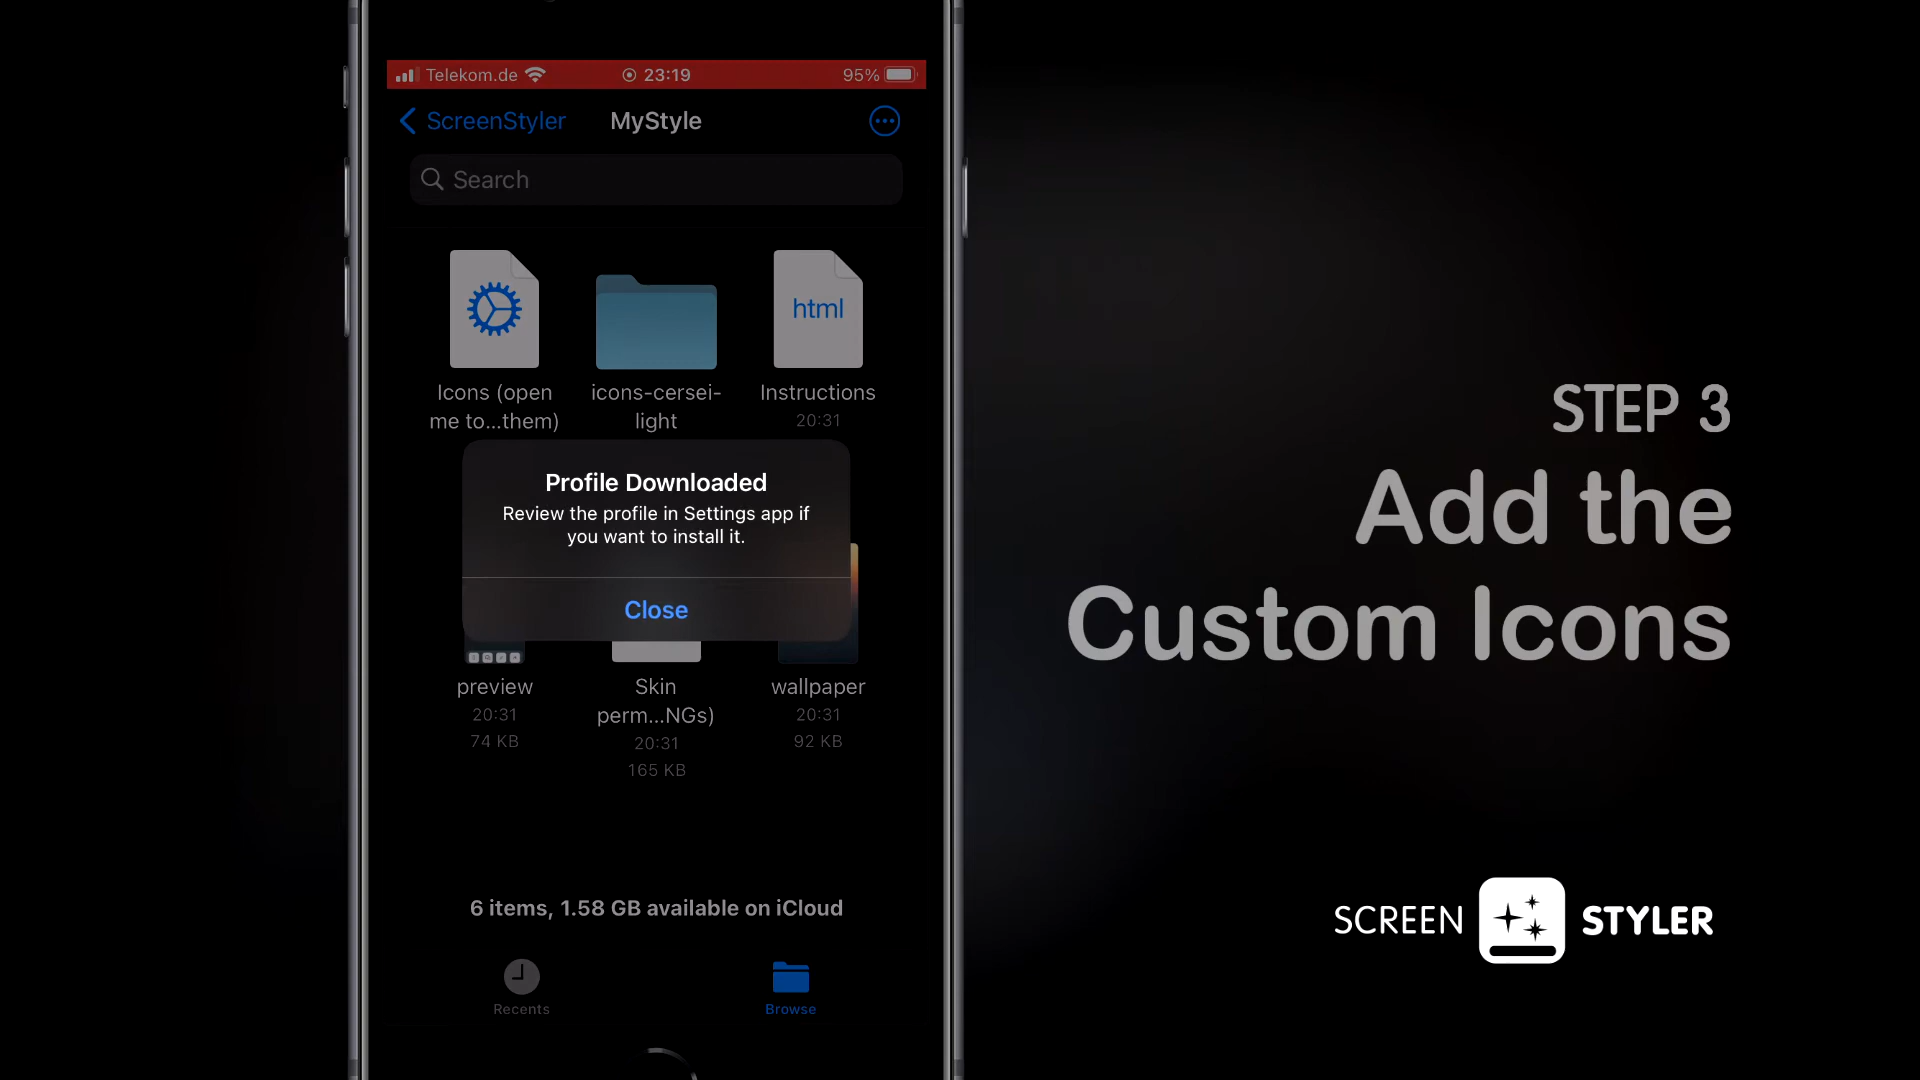 Telekom.de
23:19
95%
ScreenStyler
MyStyle
Search
html
Icons (open
me to...them)
icons-cersei-
light
Instructions
20:31
Profile Downloaded
Review the profile in Settings app if
you want to install it.
Close
preview
20:31
74 KB
Skin
perm...NGs)
20:31
165 KB
wallpaper
20:31
92 KB
6 items, 1.58 GB available on iCloud
Recents
Browse
STEP 3
Add the
Custom Icons
SCREEN STYLER